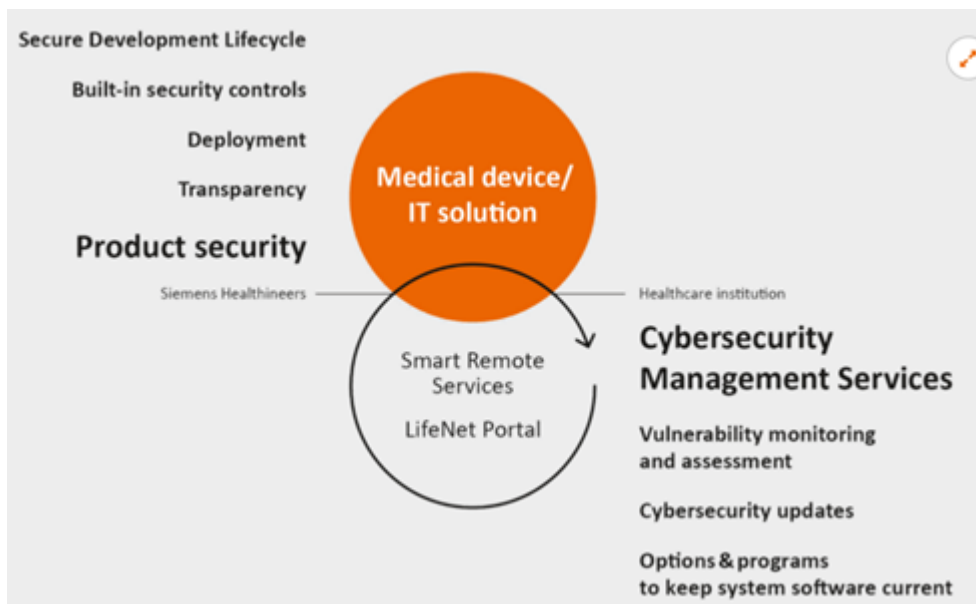 Secure Development Lifecycle
Built-in security controls
Deployment
Transparency
Product security
Siemens Healthineers
Medical device/
IT solution
Smart Remote
Services
LifeNet Portal
Healthcare institution
Cybersecurity
Management Services
Vulnerability monitoring
and assessment
Cybersecurity updates
Options & programs
to keep system software current